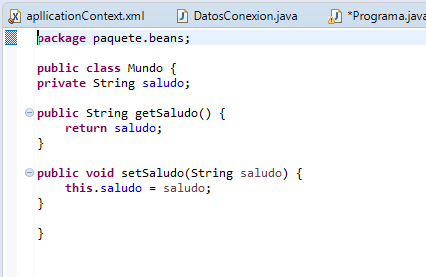 apllicationContext.xml
DatosConexion.java
*Programa.java
package paquete.beans;
public class Mundo {
private String saludo;
public String getSaludo() {
return saludo;
}
public void setSaludo(String saludo) {
this.saludo = saludo;
}
}